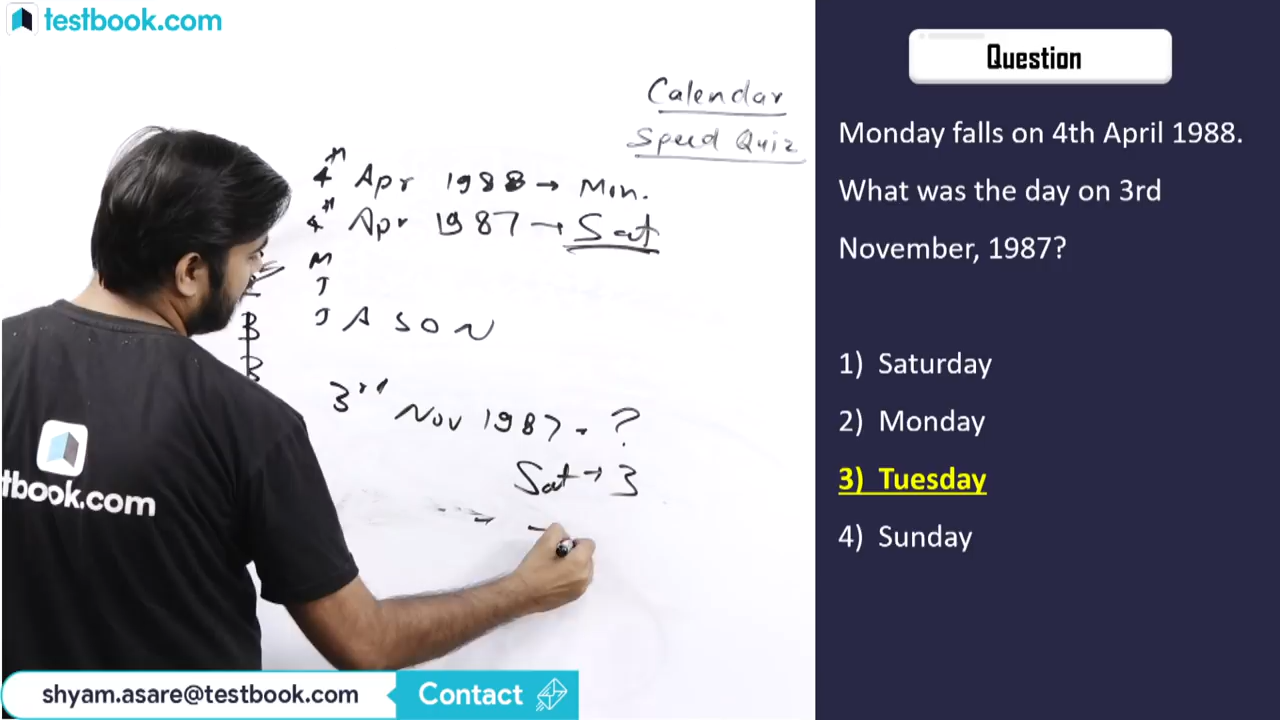 testbook.com
Calendar
Speed Quiz
4th Apr 1988 → Mon.
4th Apr 1987 → Sat
M
J
J A S O N
3
3
3rd Nov 1987 = ?
Sat → 3
tbook.com
shyam.asare@testbook.com
Contact
Question
Monday falls on 4th April 1988.
What was the day on 3rd
November, 1987?
1) Saturday
2) Monday
3) Tuesday
4) Sunday